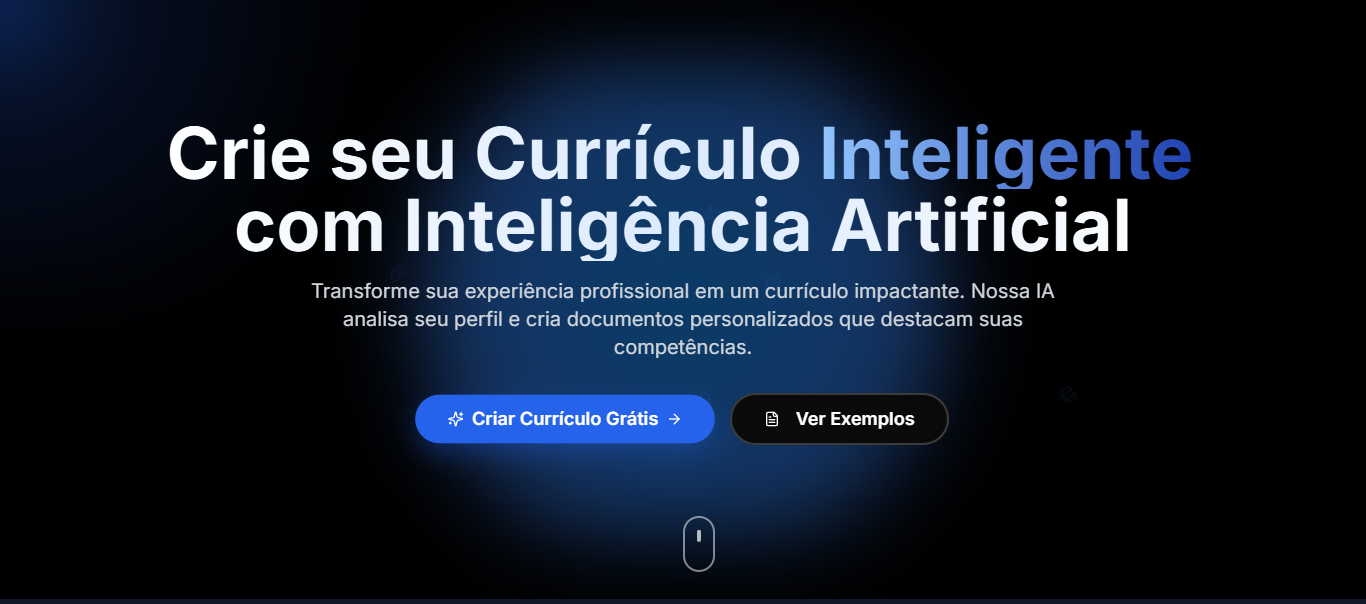 Crie seu Currículo Inteligente
com Inteligência Artificial
Transforme sua experiência profissional em um currículo impactante. Nossa IA
analisa seu perfil e cria documentos personalizados que destacam suas
competências.
Criar Currículo Grátis
Ver Exemplos